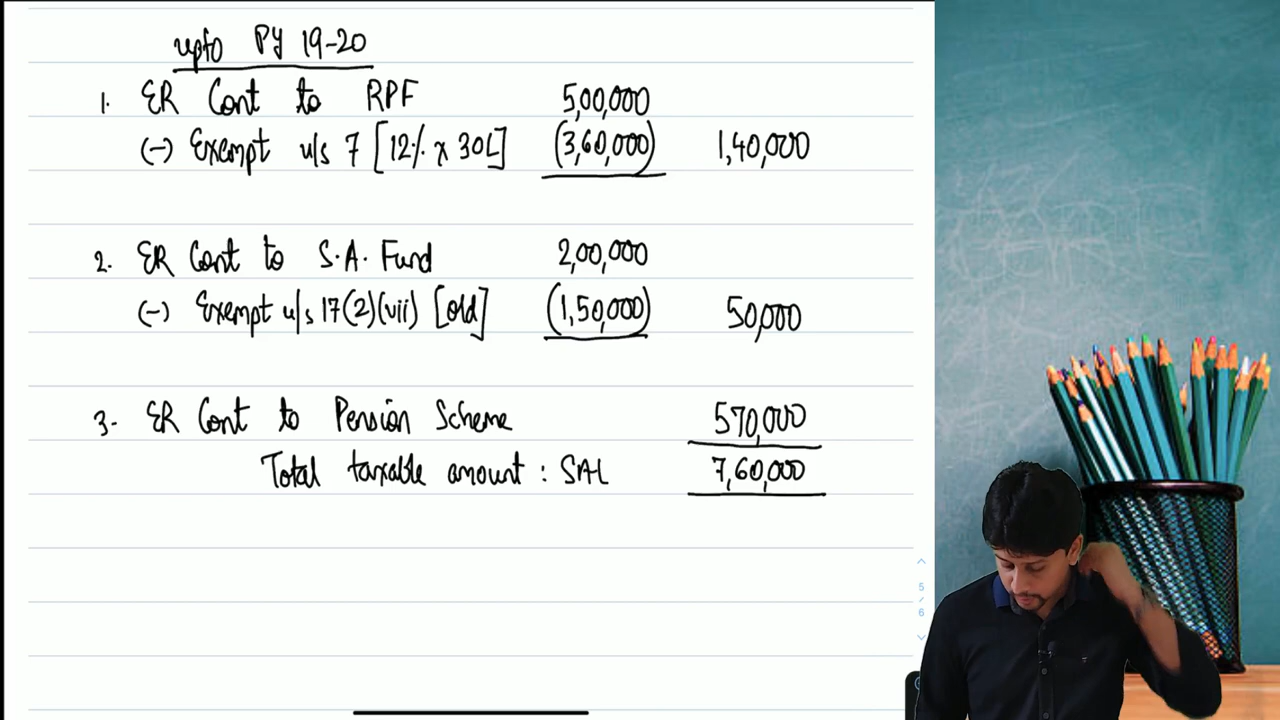 upto PY 19-20
1. ER Cont to RPF 5,00,000
(-) Exempt u/s 7 [12% x 30L] (3,60,000) 1,40,000
2. ER Cont to S.A. Fund 2,00,000
(-) Exempt u/s 17(2)(vii) [old] (1,50,000) 50,000
3. ER Cont to Pension Scheme 570,000
Total taxable amount : SAL 7,60,000
5
/
6